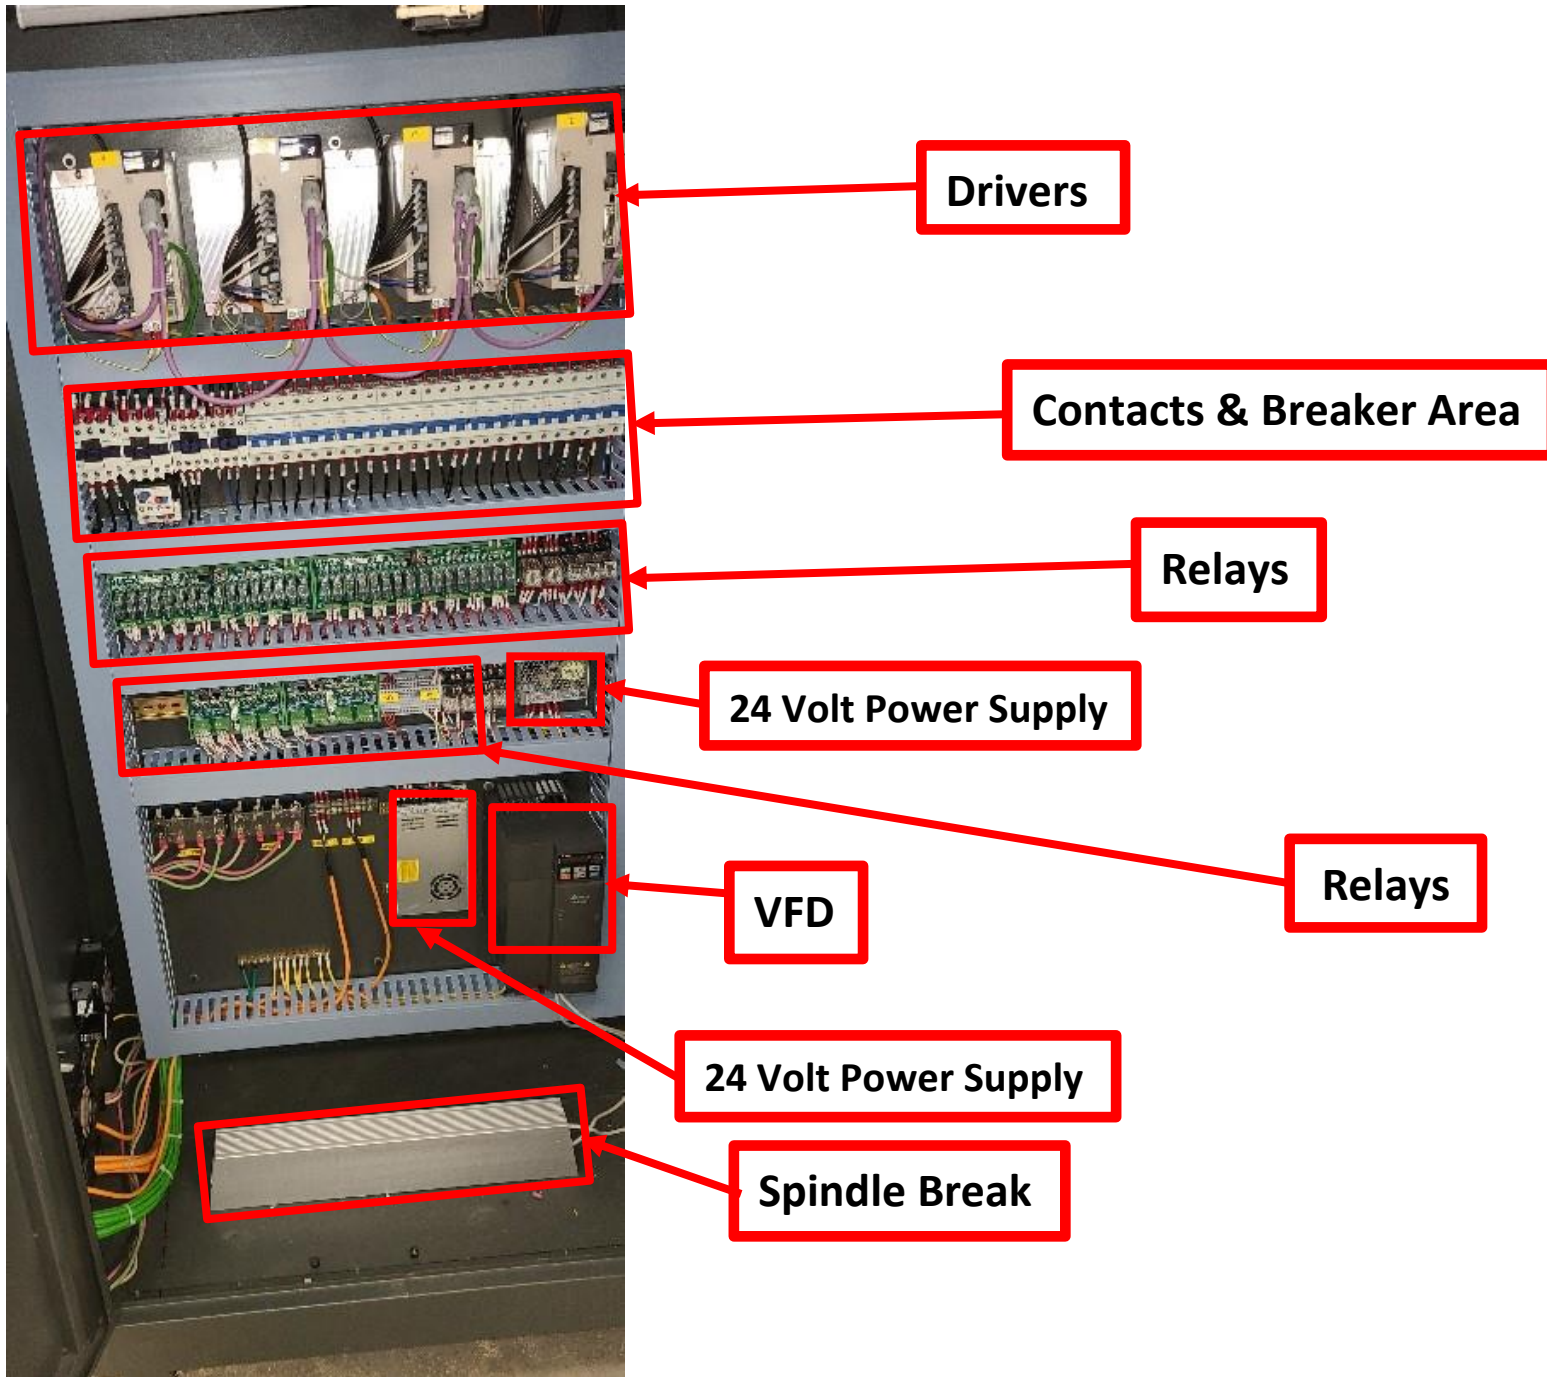 Drivers
Contacts & Breaker Area
Relays
24 Volt Power Supply
Relays
VFD
24 Volt Power Supply
Spindle Break